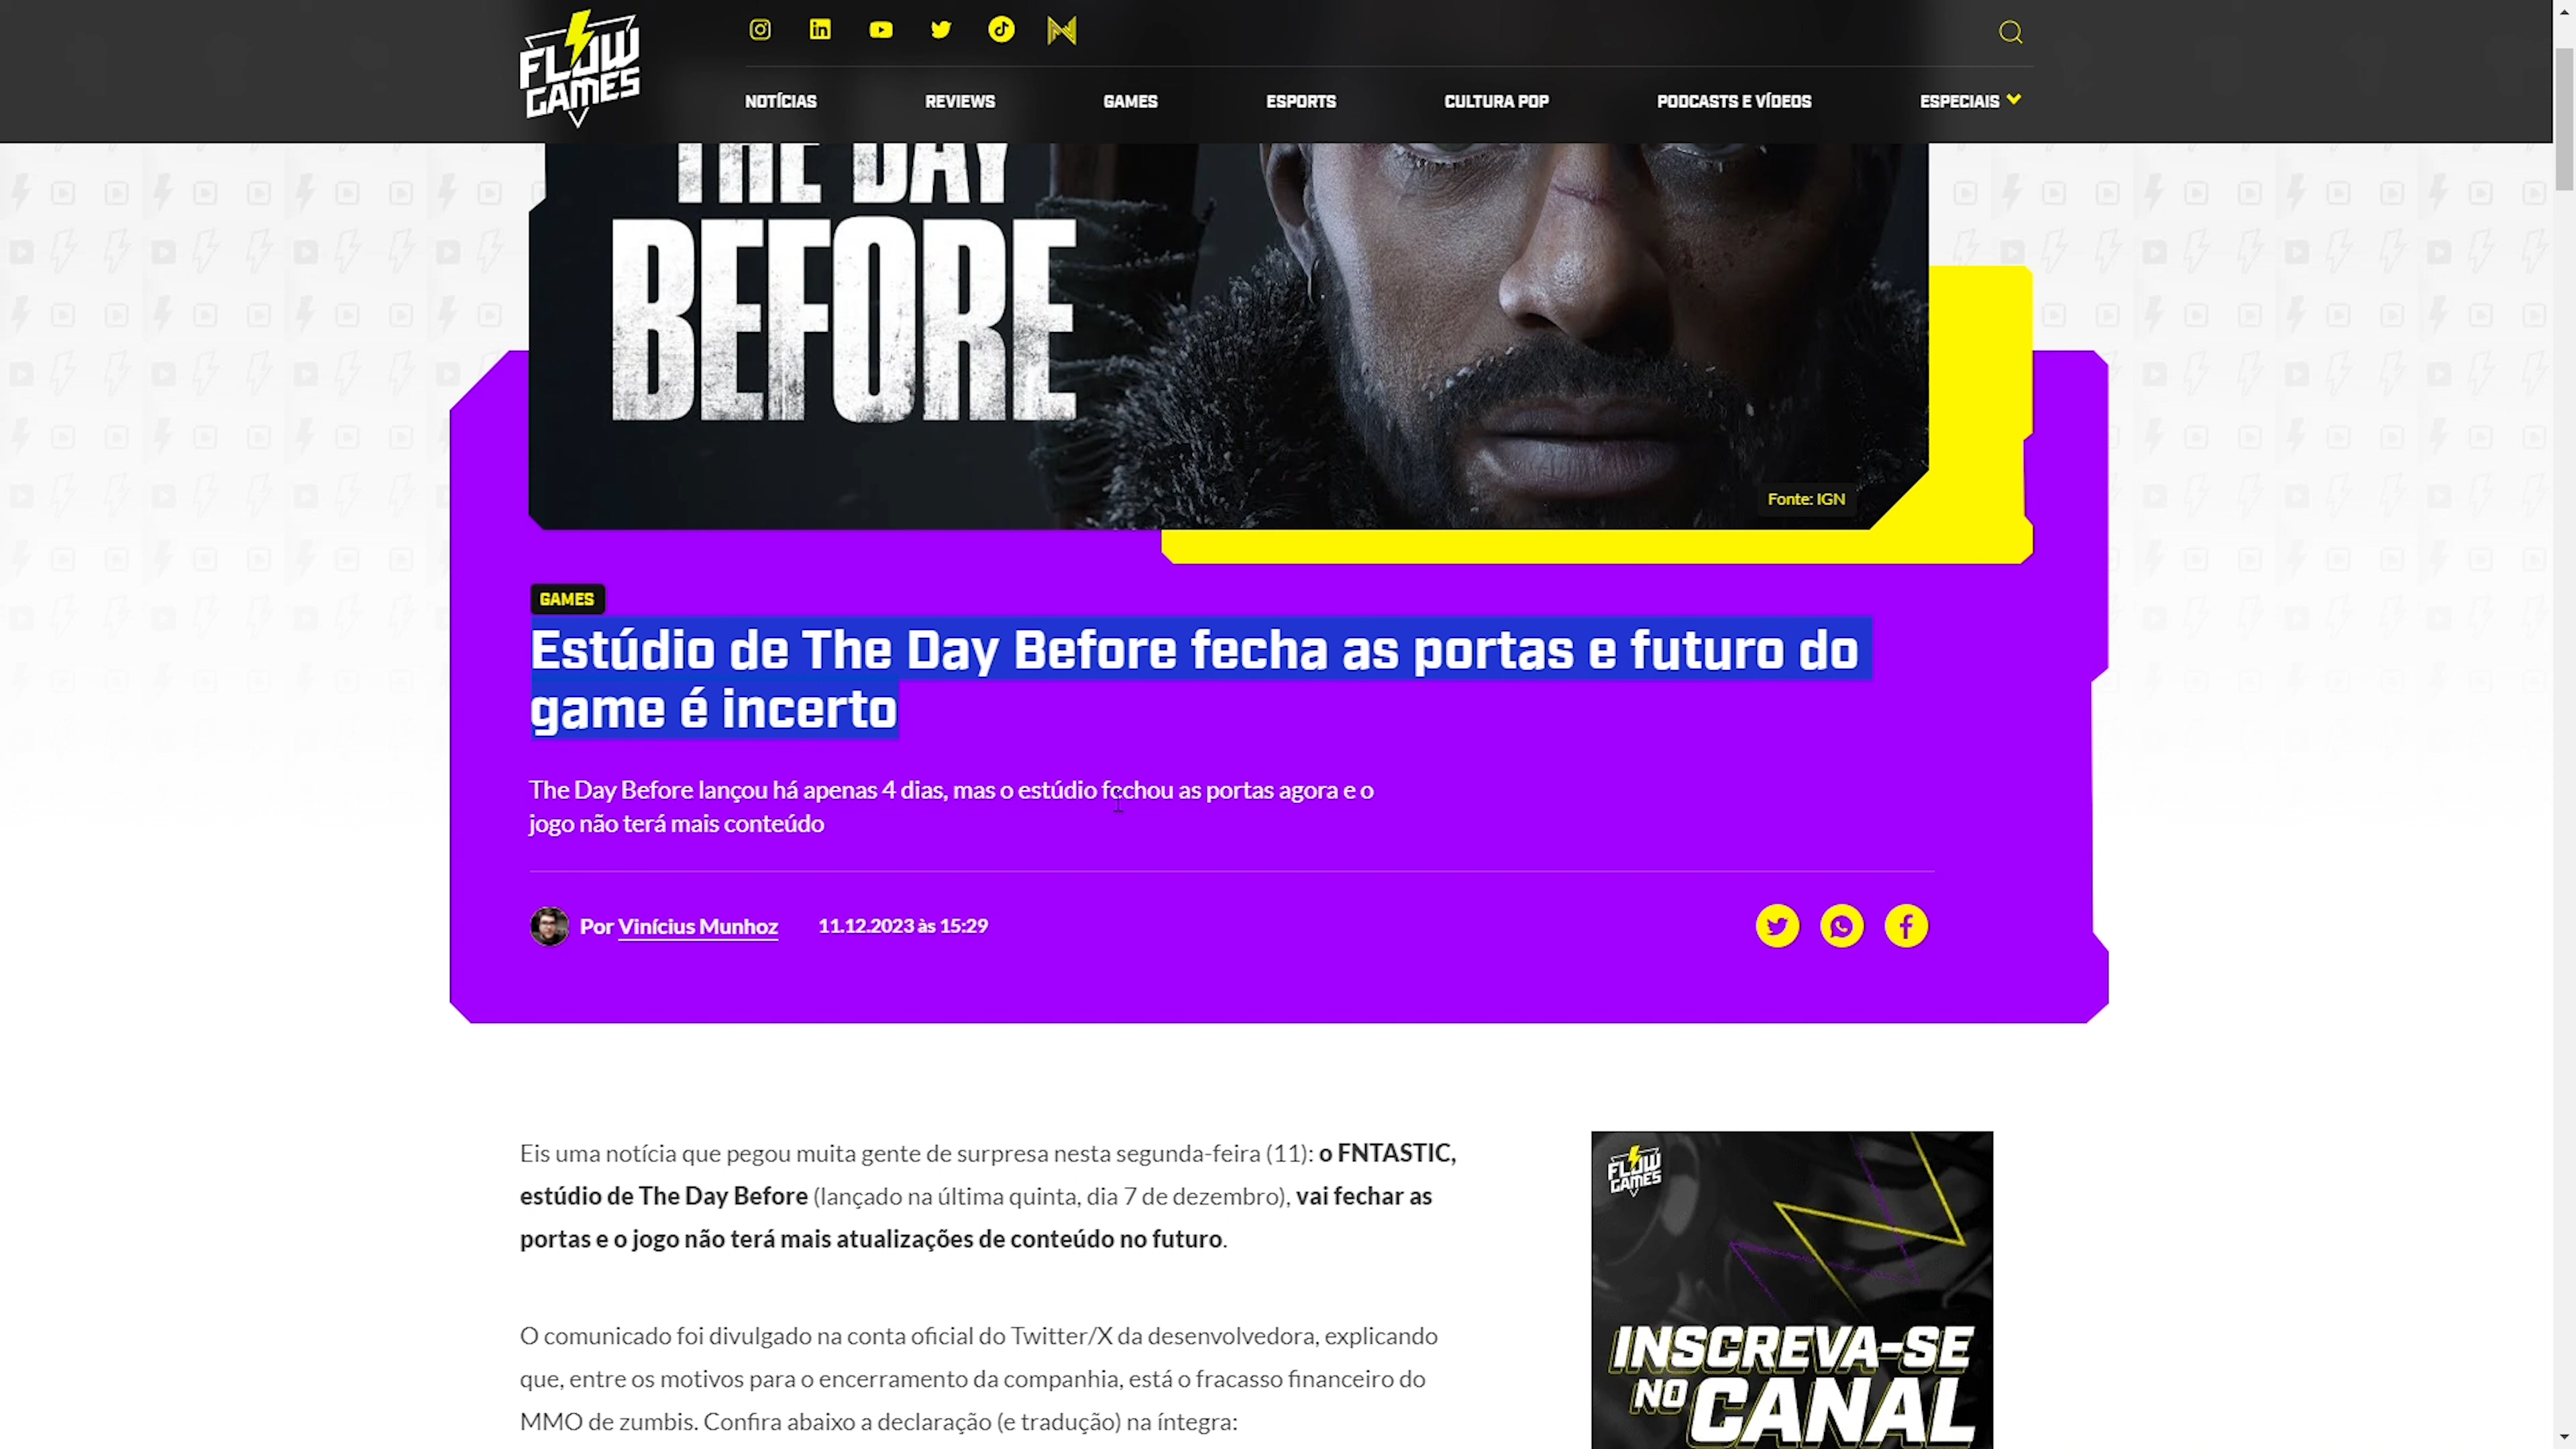 FLOW
GAMES
NOTÍCIAS
REVIEWS
GAMES
ESPORTS
CULTURA POP
PODCASTS E VÍDEOS
ESPECIAIS
THE DAY
BEFORE
Fonte: IGN
GAMES
Estúdio de The Day Before fecha as portas e futuro do
game é incerto
The Day Before lançou há apenas 4 dias, mas o estúdio fechou as portas agora e o
jogo não terá mais conteúdo
Por Vinícius Munhoz 11.12.2023 às 15:29
Eis uma notícia que pegou muita gente de surpresa nesta segunda-feira (11): o FNTASTIC,
estúdio de The Day Before (lançado na última quinta, dia 7 de dezembro), vai fechar as
portas e o jogo não terá mais atualizações de conteúdo no futuro.
O comunicado foi divulgado na conta oficial do Twitter/X da desenvolvedora, explicando
que, entre os motivos para o encerramento da companhia, está o fracasso financeiro do
MMO de zumbis. Confira abaixo a declaração (e tradução) na íntegra:
FLOW
GAMES
INSCREVA-SE
NO CANAL